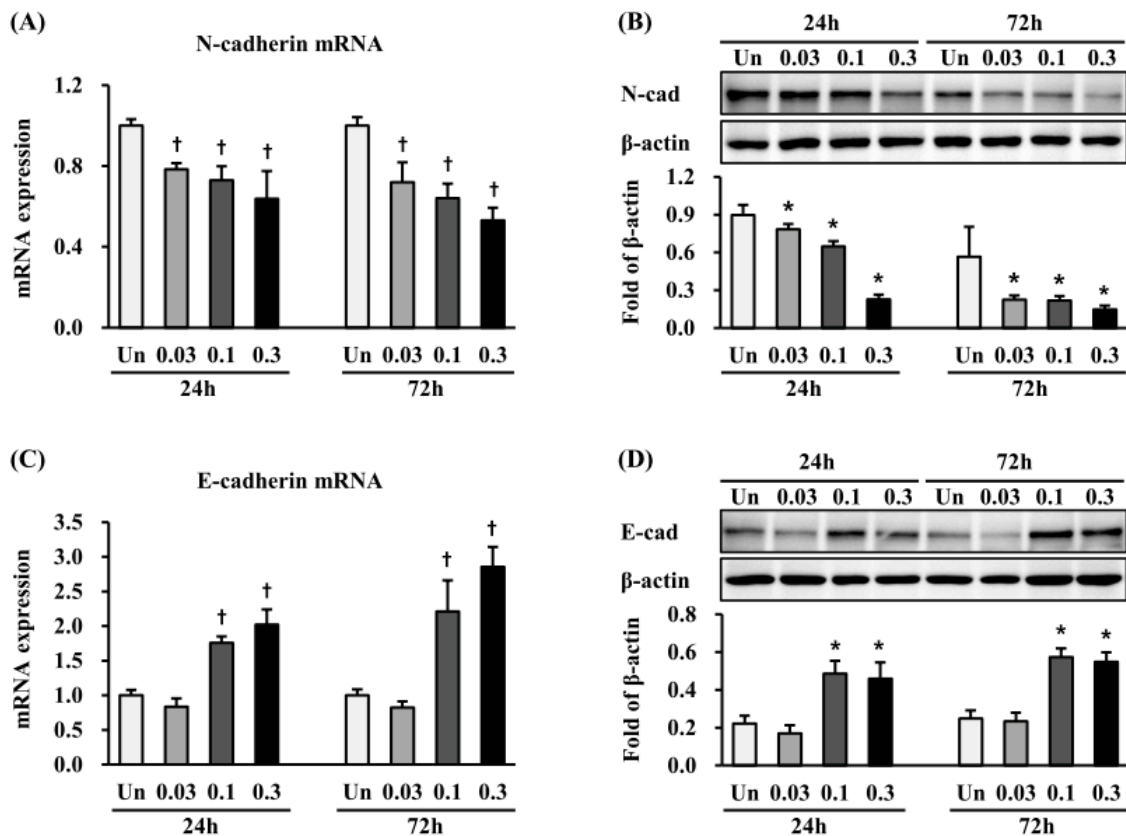 (A)
N-cadherin mRNA
mRNA expression
1.2
0.8
0.4
0.0
† † † † † †
Un 0.03 0.1 0.3 Un 0.03 0.1 0.3
24h 72h
(B)
24h 72h
Un 0.03 0.1 0.3 Un 0.03 0.1 0.3
N-cad
β-actin
Fold of β-actin
1.2
0.9
0.6
0.3
0.0
* * * * * *
Un 0.03 0.1 0.3 Un 0.03 0.1 0.3
24h 72h
(C)
E-cadherin mRNA
mRNA expression
3.5
3.0
2.5
2.0
1.5
1.0
0.5
0.0
† † † †
Un 0.03 0.1 0.3 Un 0.03 0.1 0.3
24h 72h
(D)
24h 72h
Un 0.03 0.1 0.3 Un 0.03 0.1 0.3
E-cad
β-actin
Fold of β-actin
0.8
0.6
0.4
0.2
0.0
* * * *
Un 0.03 0.1 0.3 Un 0.03 0.1 0.3
24h 72h